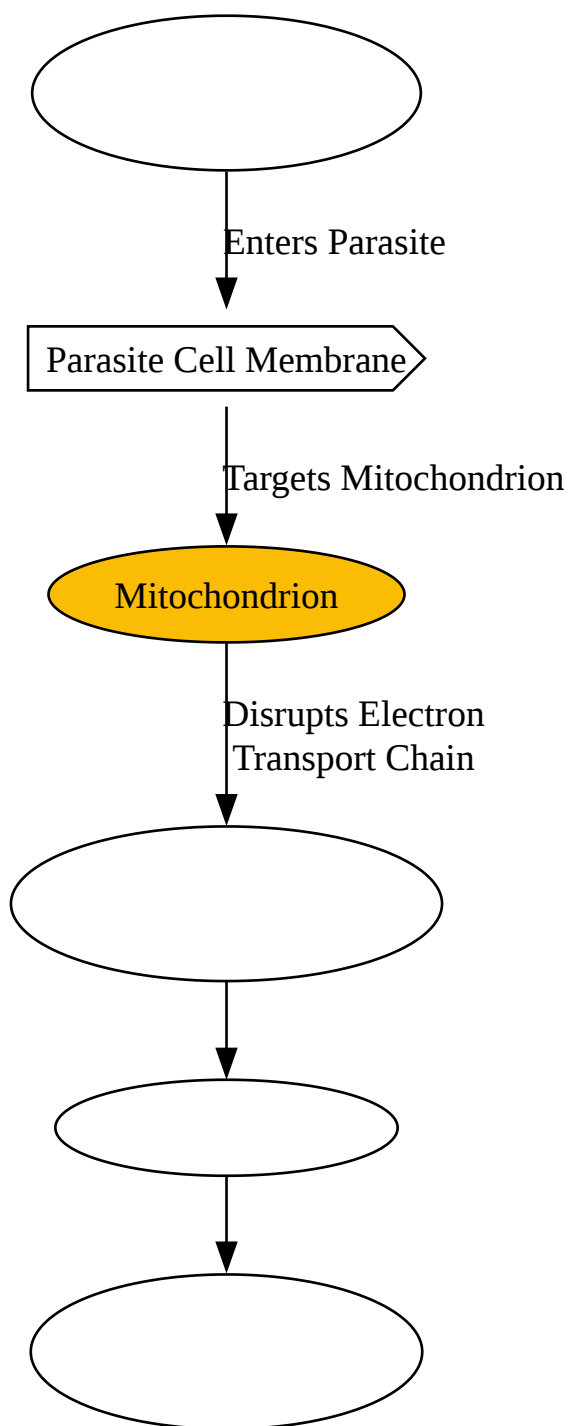 Enters Parasite
Parasite Cell Membrane
Targets Mitochondrion
Mitochondrion
Disrupts Electron
Transport Chain